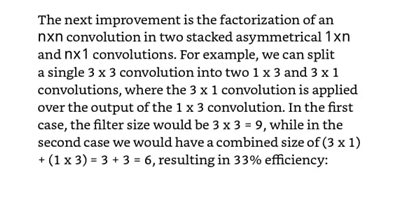 The next improvement is the factorization of an
nxn convolution in two stacked asymmetrical 1xn
and nx1 convolutions. For example, we can split
a single 3 x 3 convolution into two 1 x 3 and 3 x 1
convolutions, where the 3 x 1 convolution is applied
over the output of the 1 x 3 convolution. In the first
case, the filter size would be 3 x 3 = 9, while in the
second case we would have a combined size of (3 x 1)
+ (1 x 3) = 3 + 3 = 6, resulting in 33% efficiency: